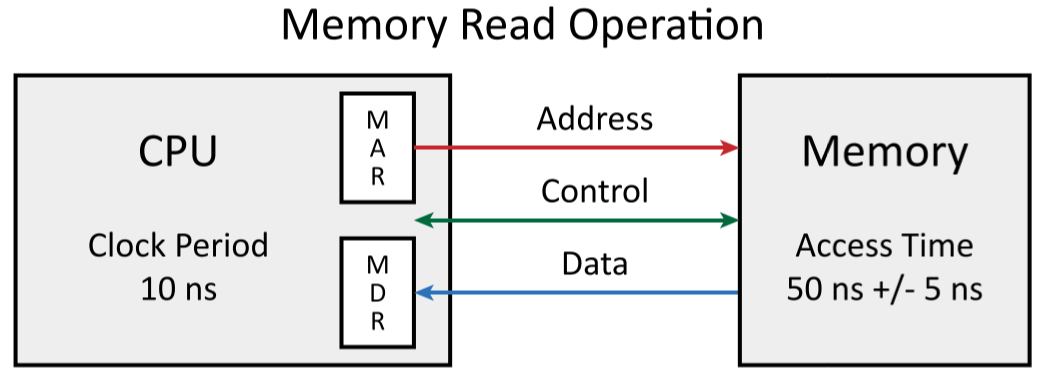 Memory Read Operation
CPU
Clock Period
10 ns
M
A
R
M
D
R
Address
Control
Data
Memory
Access Time
50 ns +/- 5 ns